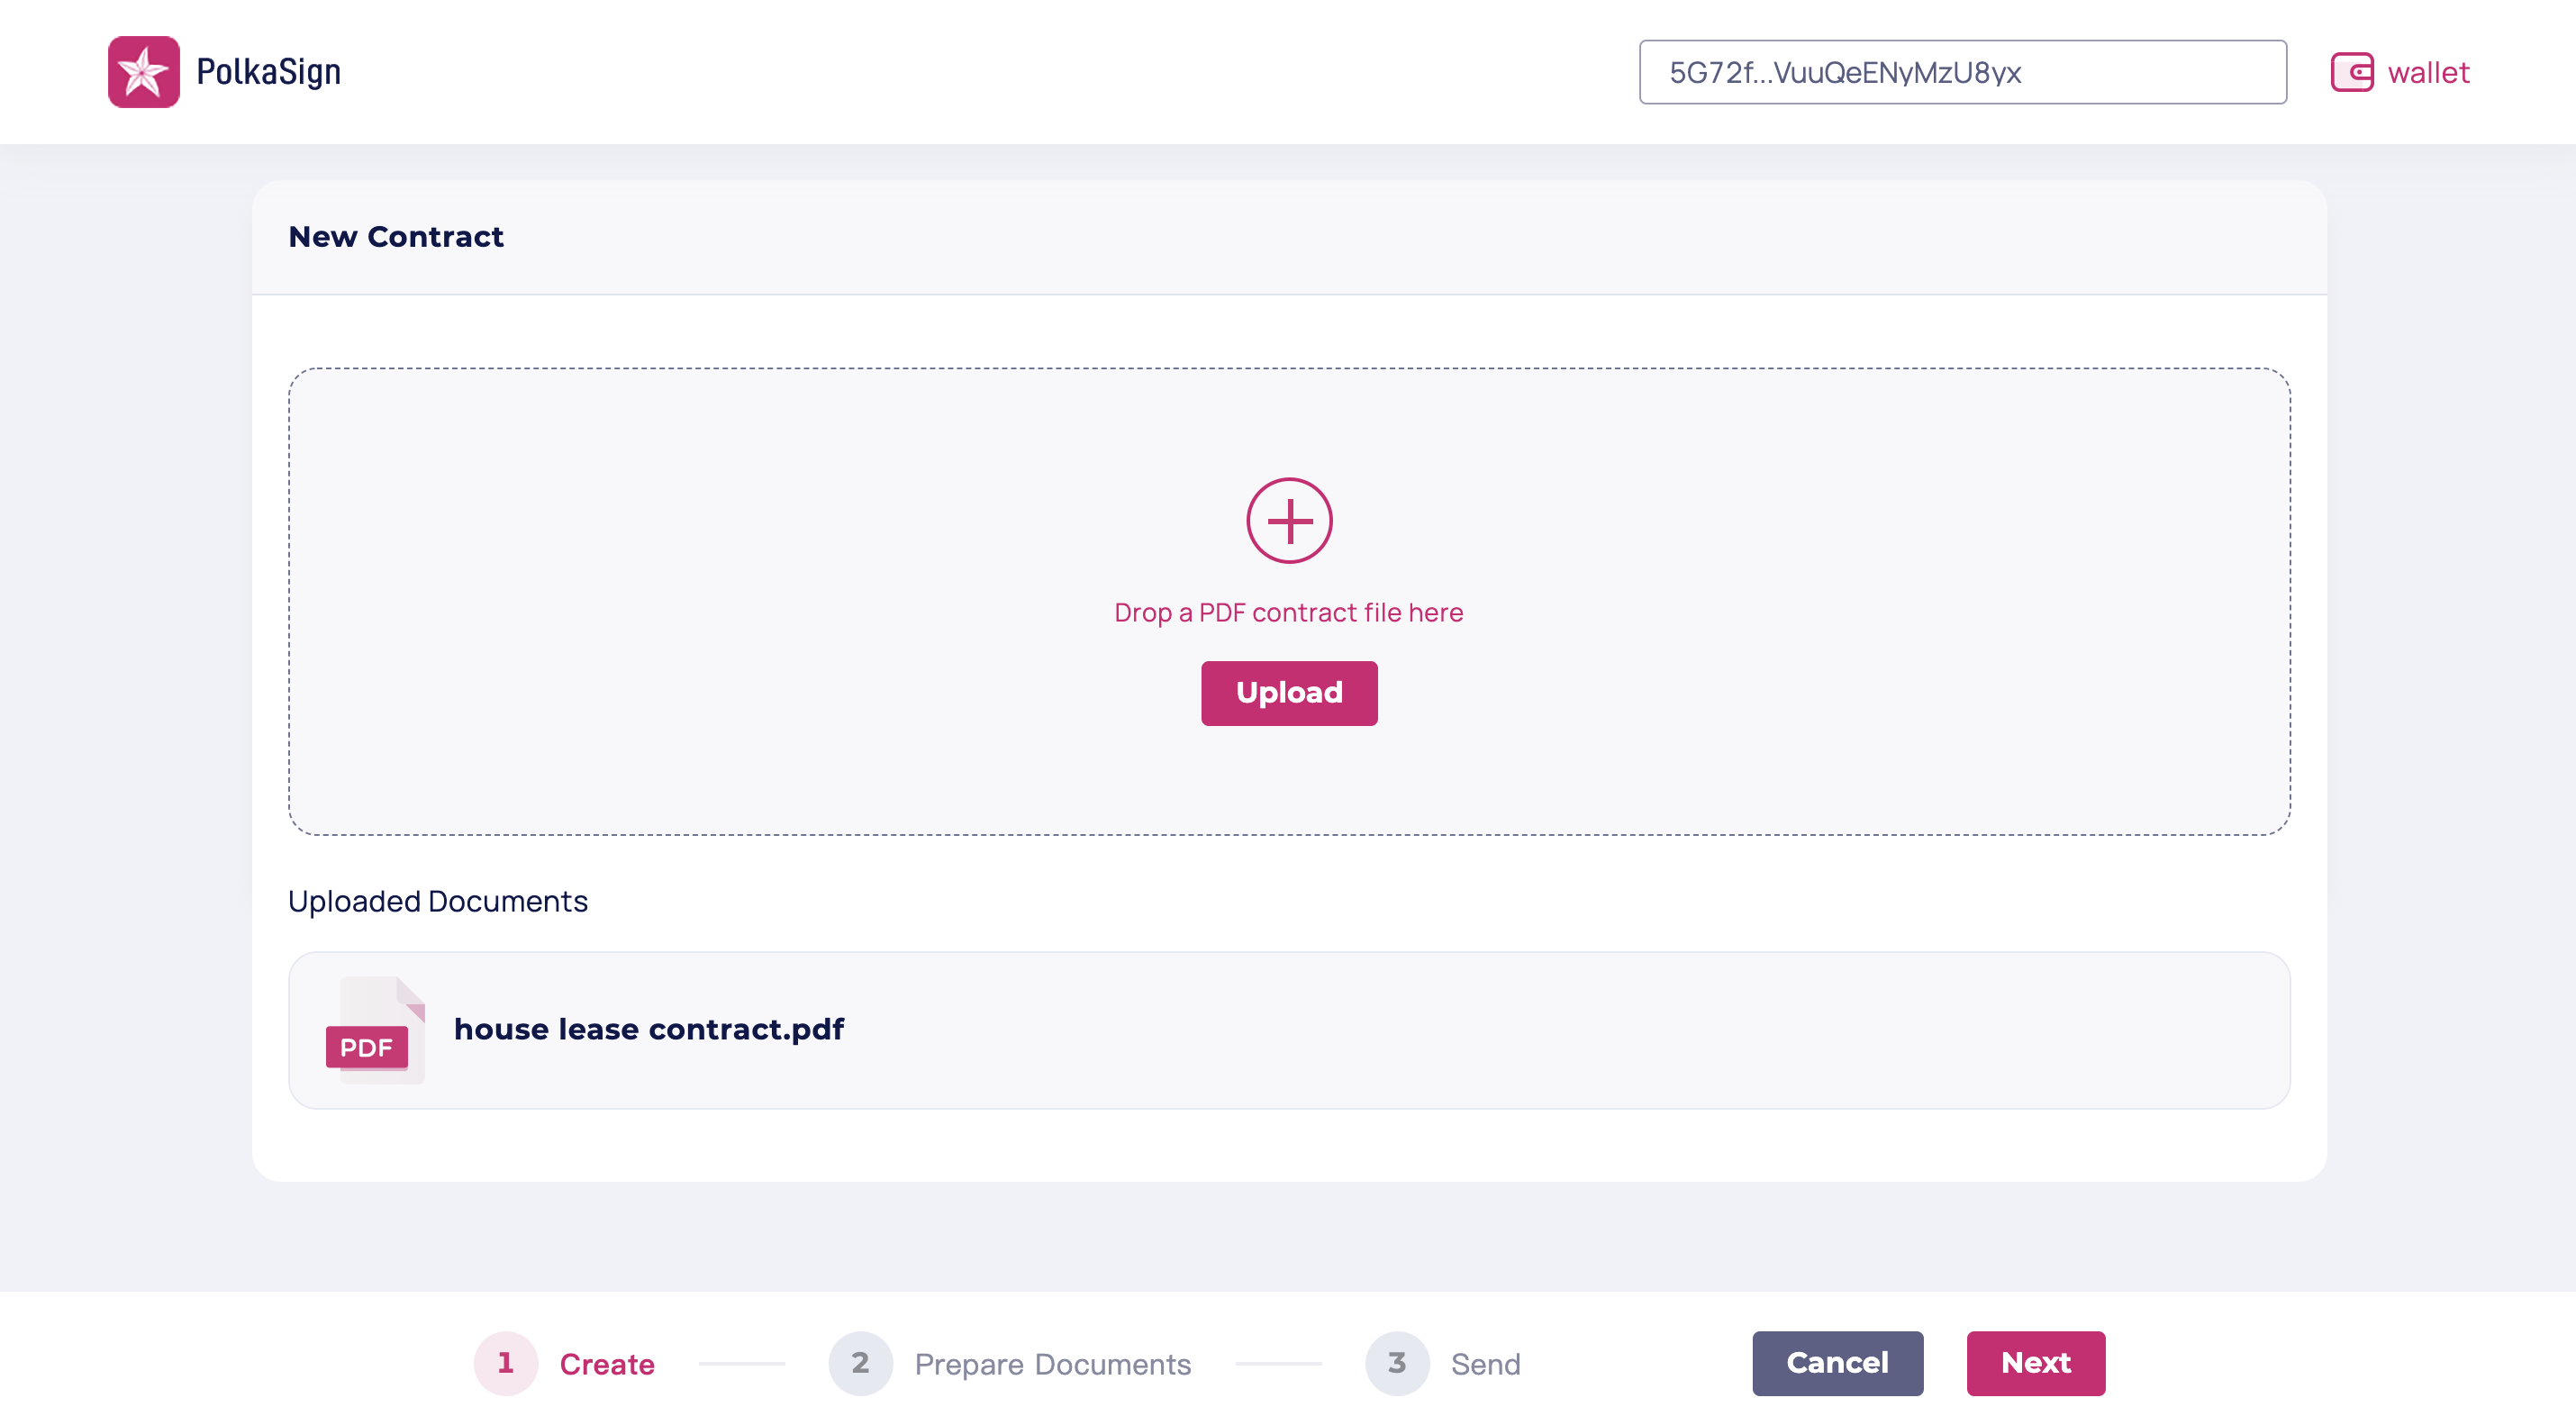 PolkaSign
5G72f...VuuQeENyMzU8yx
wallet
New Contract
Drop a PDF contract file here
Upload
Uploaded Documents
PDF
house lease contract.pdf
1 Create
2 Prepare Documents
3 Send
Cancel
Next